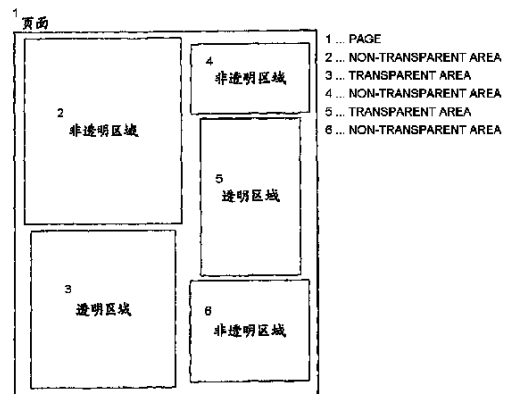 1 页面
2
非透明区域
4
非透明区域
5
透明区域
3
透明区域
6
非透明区域
1 ... PAGE
2 ... NON-TRANSPARENT AREA
3 ... TRANSPARENT AREA
4 ... NON-TRANSPARENT AREA
5 ... TRANSPARENT AREA
6 ... NON-TRANSPARENT AREA